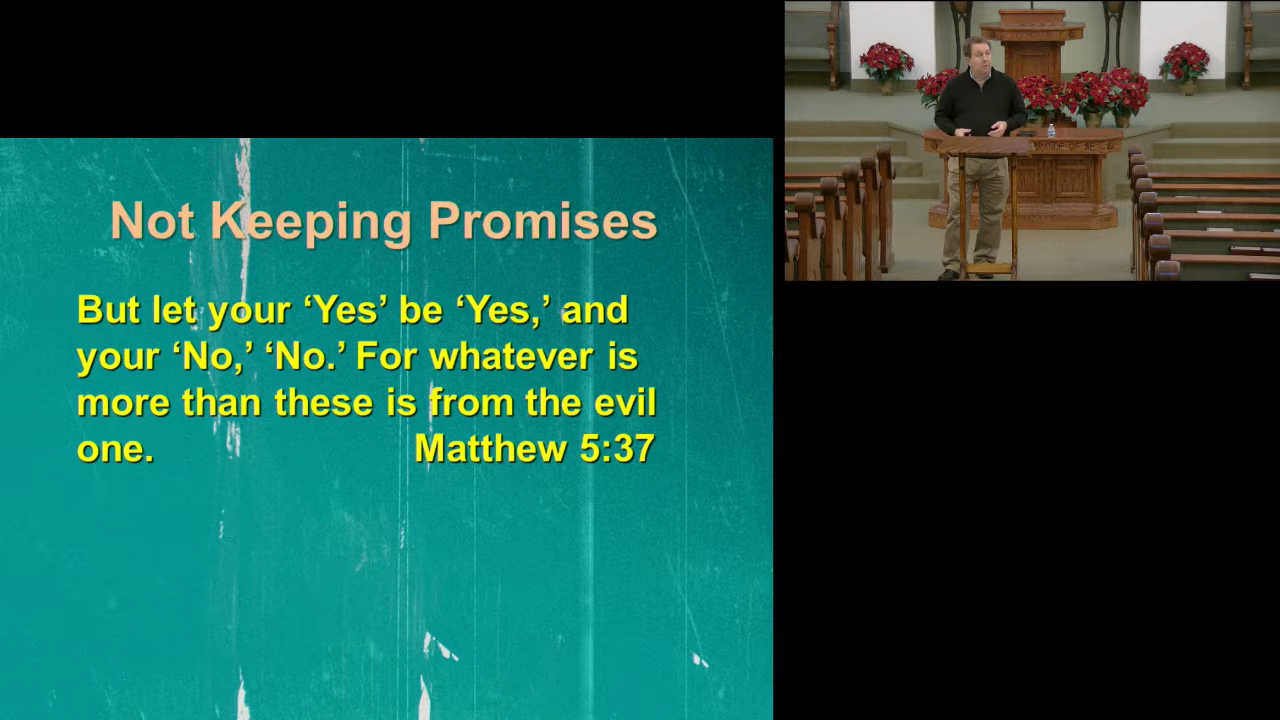 Not Keeping Promises
But let your ‘Yes’ be ‘Yes,’ and
your ‘No,’ ‘No.’ For whatever is
more than these is from the evil
one. Matthew 5:37